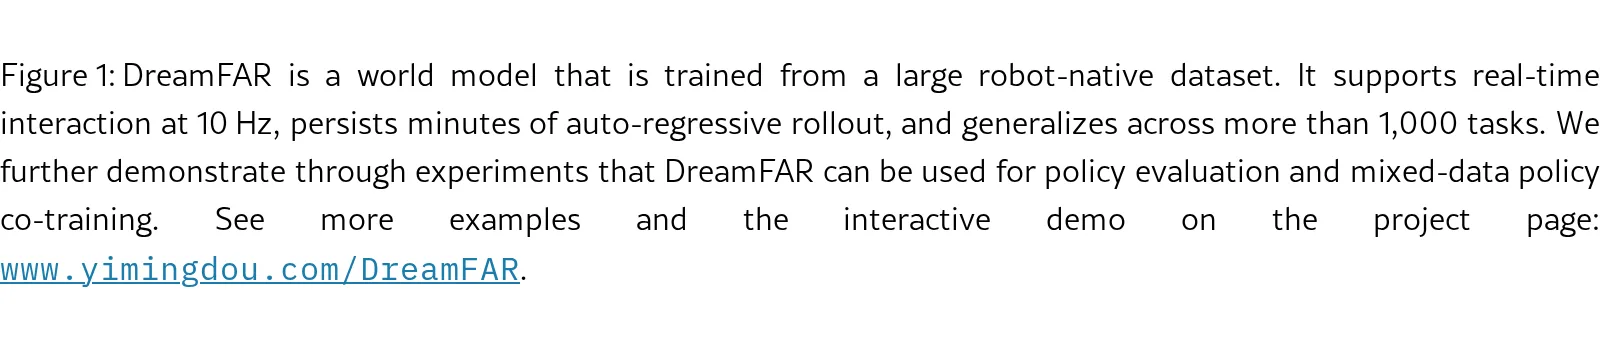 Figure 1: DreamFAR is a world model that is trained from a large robot-native dataset. It supports real-time
interaction at 10 Hz, persists minutes of auto-regressive rollout, and generalizes across more than 1,000 tasks. We
further demonstrate through experiments that DreamFAR can be used for policy evaluation and mixed-data policy
co-training. See more examples and the interactive demo on the project page:
www.yimingdou.com/DreamFAR.